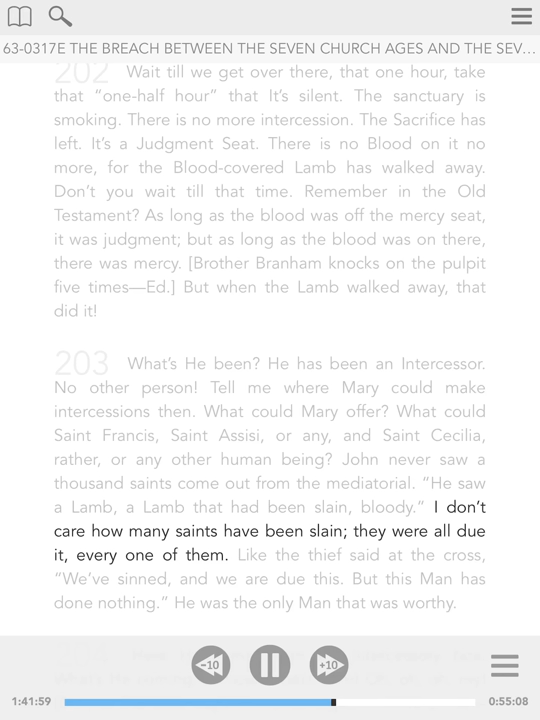 63-0317E THE BREACH BETWEEN THE SEVEN CHURCH AGES AND THE SEV...
202 Wait till we get over there, that one hour, take
that “one-half hour” that It’s silent. The sanctuary is
smoking. There is no more intercession. The Sacrifice has
left. It’s a Judgment Seat. There is no Blood on it no
more, for the Blood-covered Lamb has walked away.
Don’t you wait till that time. Remember in the Old
Testament? As long as the blood was off the mercy seat,
it was judgment; but as long as the blood was on there,
there was mercy. [Brother Branham knocks on the pulpit
five times—Ed.] But when the Lamb walked away, that
did it!
203 What’s He been? He has been an Intercessor.
No other person! Tell me where Mary could make
intercessions then. What could Mary offer? What could
Saint Francis, Saint Assisi, or any, and Saint Cecilia,
rather, or any other human being? John never saw a
thousand saints come out from the mediatorial. “He saw
a Lamb, a Lamb that had been slain, bloody.” I don’t
care how many saints have been slain; they were all due
it, every one of them. Like the thief said at the cross,
“We’ve sinned, and we are due this. But this Man has
done nothing.” He was the only Man that was worthy.
-10 +10
1:41:59 0:55:08